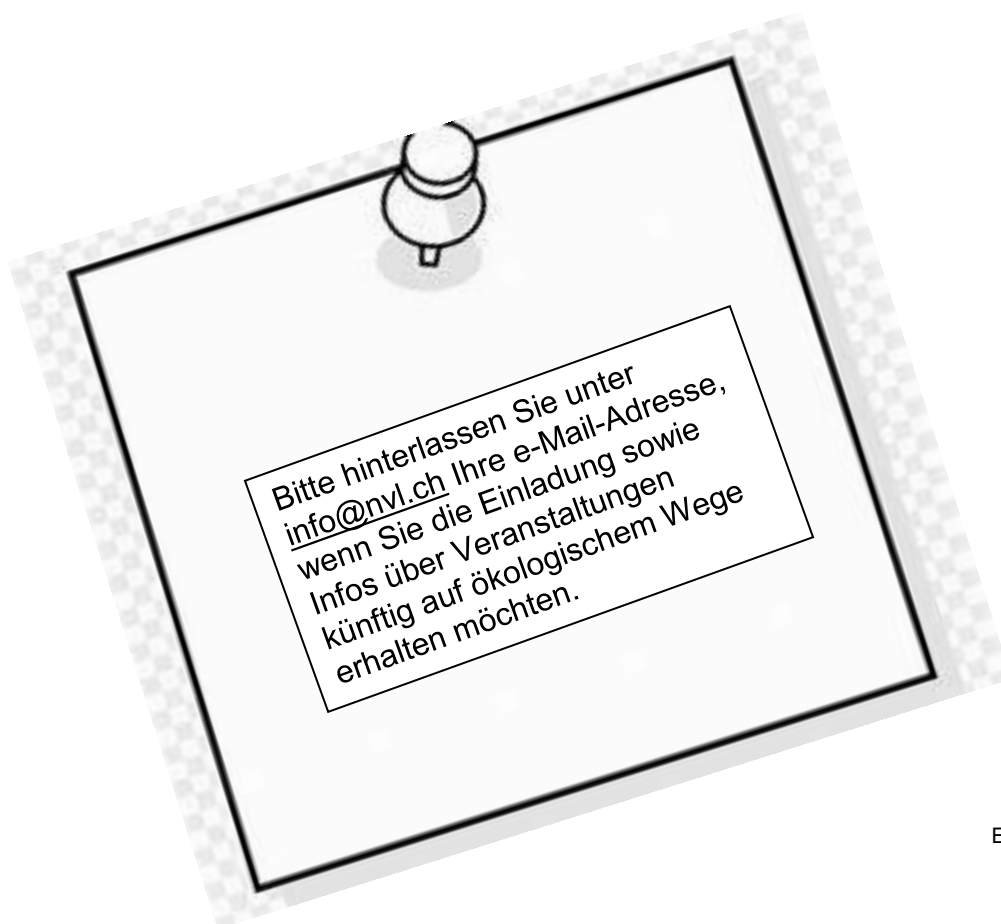 Bitte hinterlassen Sie unter
info@nvl.ch Ihre e-Mail-Adresse,
wenn Sie die Einladung sowie
Infos über Veranstaltungen
künftig auf ökologischem Wege
erhalten möchten.